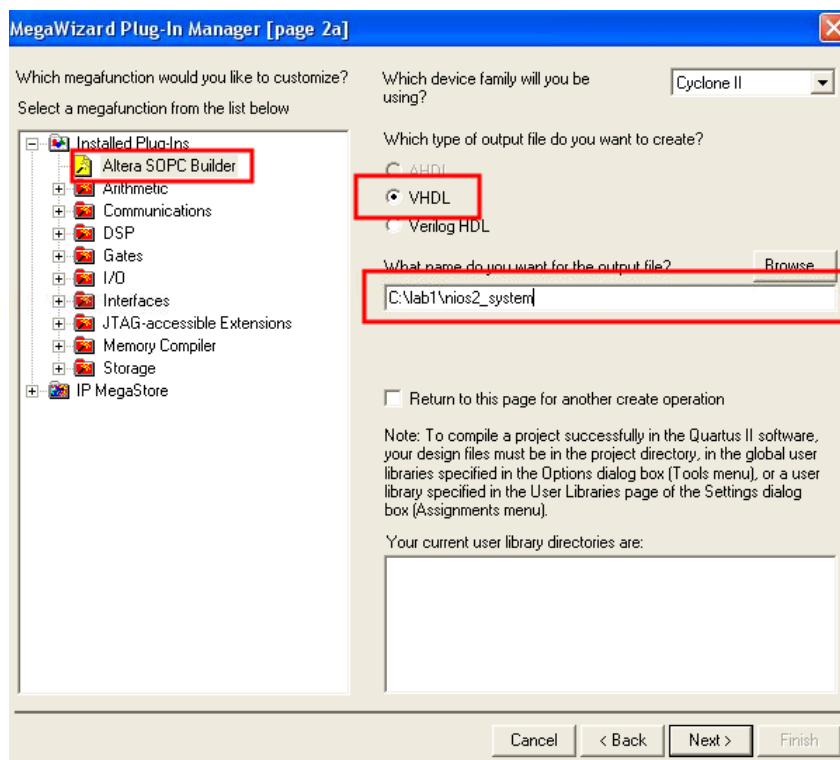 MegaWizard Plug-In Manager [page 2a]
Which megafunction would you like to customize?
Select a megafunction from the list below
Installed Plug-Ins
Altera SOPC Builder
Arithmetic
Communications
DSP
Gates
I/O
Interfaces
JTAG-accessible Extensions
Memory Compiler
Storage
IP MegaStore
Which device family will you be
using?
Cyclone II
Which type of output file do you want to create?
AHDL
VHDL
Verilog HDL
What name do you want for the output file?
Browse...
C:\lab1\nios2_system
Return to this page for another create operation
Note: To compile a project successfully in the Quartus II software,
your design files must be in the project directory, in the global user
libraries specified in the Options dialog box (Tools menu), or a user
library specified in the User Libraries page of the Settings dialog
box (Assignments menu).
Your current user library directories are:
Cancel
< Back
Next >
Finish